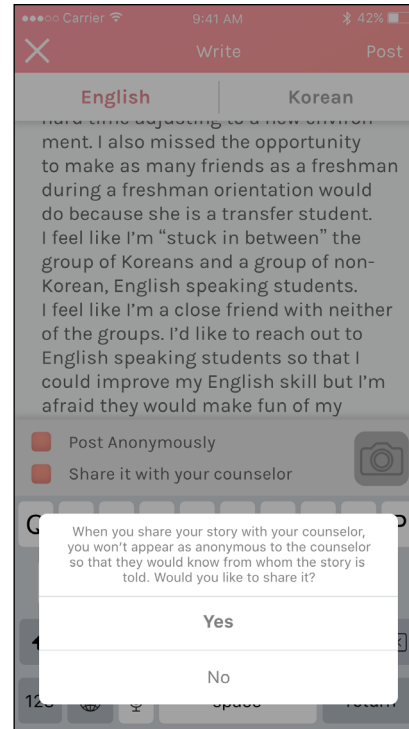 Carrier 9:41 AM 42%
Write Post
English Korean
hard time adjusting to a new environ
ment. I also missed the opportunity
to make as many friends as a freshman
during a freshman orientation would
do because she is a transfer student.
I feel like I’m “stuck in between” the
group of Koreans and a group of non-
Korean, English speaking students.
I feel like I’m a close friend with neither
of the groups. I’d like to reach out to
English speaking students so that I
could improve my English skill but I’m
afraid they would make fun of my
Post Anonymously
Share it with your counselor
Q P
When you share your story with your counselor,
you won’t appear as anonymous to the counselor
so that they would know from whom the story is
told. Would you like to share it?
Yes
No
123 space return